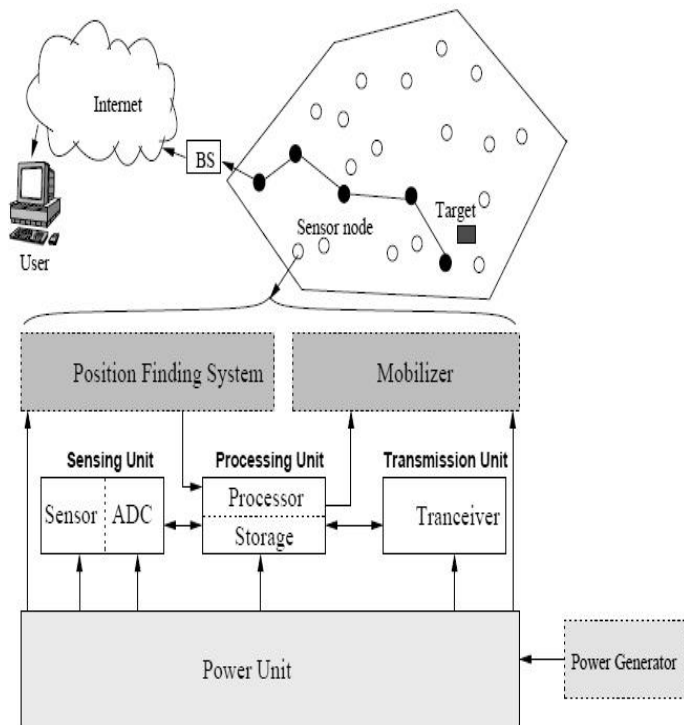 Internet
BS
User
Sensor node
Target
Position Finding System
Mobilizer
Sensing Unit
Processing Unit
Transmission Unit
Sensor
ADC
Processor
Storage
Tranceiver
Power Unit
Power Generator